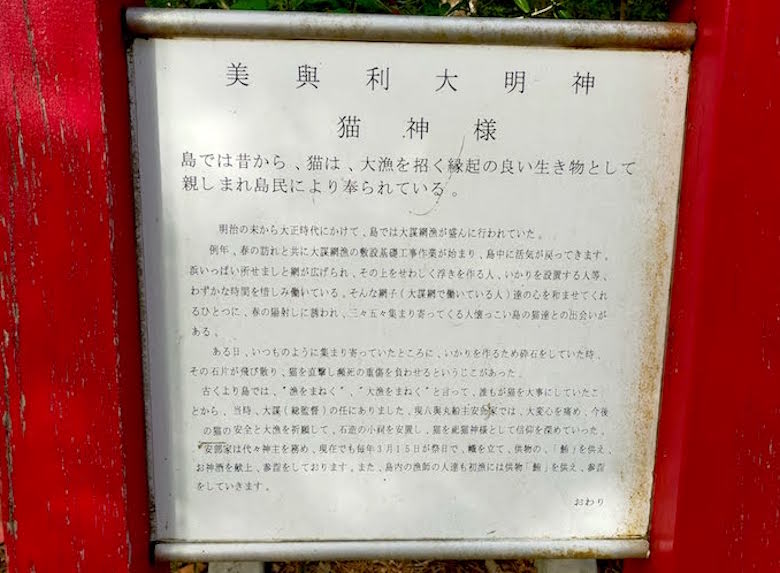 美與利大明神
猫神様
島では昔から、猫は、大漁を招く縁起の良い生き物として
親しまれ島民により奉られている。
明治の末から大正時代にかけて、島では大謀網漁が盛んに行われていた。
例年、春の訪れと共に大謀網漁の敷設基礎工事作業が始まり、島中に活気が戻ってきます。
浜いっぱい所せましと網が広げられ、その上をせわしく浮きを作る人、いかりを設置する人等、
わずかな時間を惜しみ働いている。そんな網子(大謀網で働いている人)達の心を和ませてくれ
るひとつに、春の陽射しに誘われ、三々五々集まり寄ってくる人懐っこい島の猫達との出会いが
ある。
ある日、いつものように集まり寄っていたところに、いかりを作るため砕石をしていた時、
その石片が飛び散り、猫を直撃し瀕死の重傷を負わせるというじこがあった。
古くより島では、"漁をまねく"、"大漁をまねく"と言って、誰もが猫を大事にしていたこ
とから、当時、大謀(総監督)の任にありました、現八興丸船主安部家では、大変心を痛め、今後
の猫の安全と大漁を祈願して、石造の小祠を安置し、猫を此猫神様として信仰を深めていった。
安部家は代々神主を務め、現在でも毎年3月15日が祭日で、幟を立て、供物の、「鮪」を供え、
お神酒を献上、参詣をしております。また、島内の漁師の人達も初漁には供物「鮪」を供え、参詣
をしていきます。
おわり